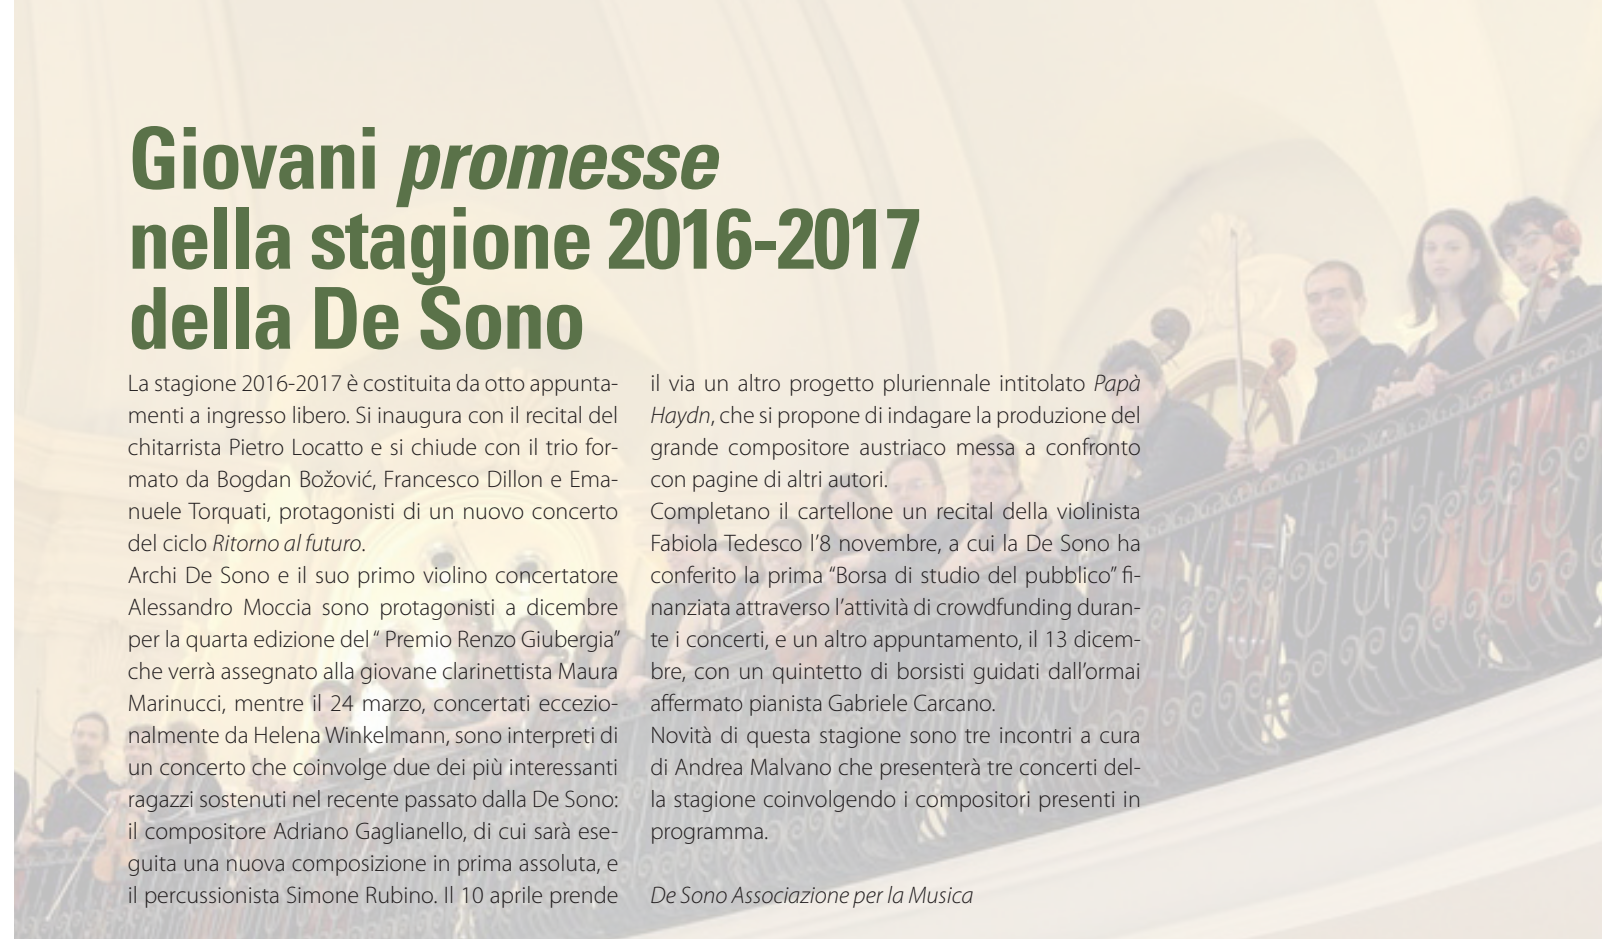 Giovani promesse
nella stagione 2016-2017
della De Sono
La stagione 2016-2017 è costituita da otto appunta-
menti a ingresso libero. Si inaugura con il recital del
chitarrista Pietro Locatto e si chiude con il trio for-
mato da Bogdan Božović, Francesco Dillon e Ema-
nuele Torquati, protagonisti di un nuovo concerto
del ciclo Ritorno al futuro.
Archi De Sono e il suo primo violino concertatore
Alessandro Moccia sono protagonisti a dicembre
per la quarta edizione del “ Premio Renzo Giubergia”
che verrà assegnato alla giovane clarinettista Maura
Marinucci, mentre il 24 marzo, concertati eccezio-
nalmente da Helena Winkelmann, sono interpreti di
un concerto che coinvolge due dei più interessanti
ragazzi sostenuti nel recente passato dalla De Sono:
il compositore Adriano Gaglianello, di cui sarà ese-
guita una nuova composizione in prima assoluta, e
il percussionista Simone Rubino. Il 10 aprile prende
il via un altro progetto pluriennale intitolato Papà
Haydn, che si propone di indagare la produzione del
grande compositore austriaco messa a confronto
con pagine di altri autori.
Completano il cartellone un recital della violinista
Fabiola Tedesco l’8 novembre, a cui la De Sono ha
conferito la prima “Borsa di studio del pubblico” fi-
nanziata attraverso l’attività di crowdfunding duran-
te i concerti, e un altro appuntamento, il 13 dicem-
bre, con un quintetto di borsisti guidati dall’ormai
affermato pianista Gabriele Carcano.
Novità di questa stagione sono tre incontri a cura
di Andrea Malvano che presenterà tre concerti del-
la stagione coinvolgendo i compositori presenti in
programma.
De Sono Associazione per la Musica